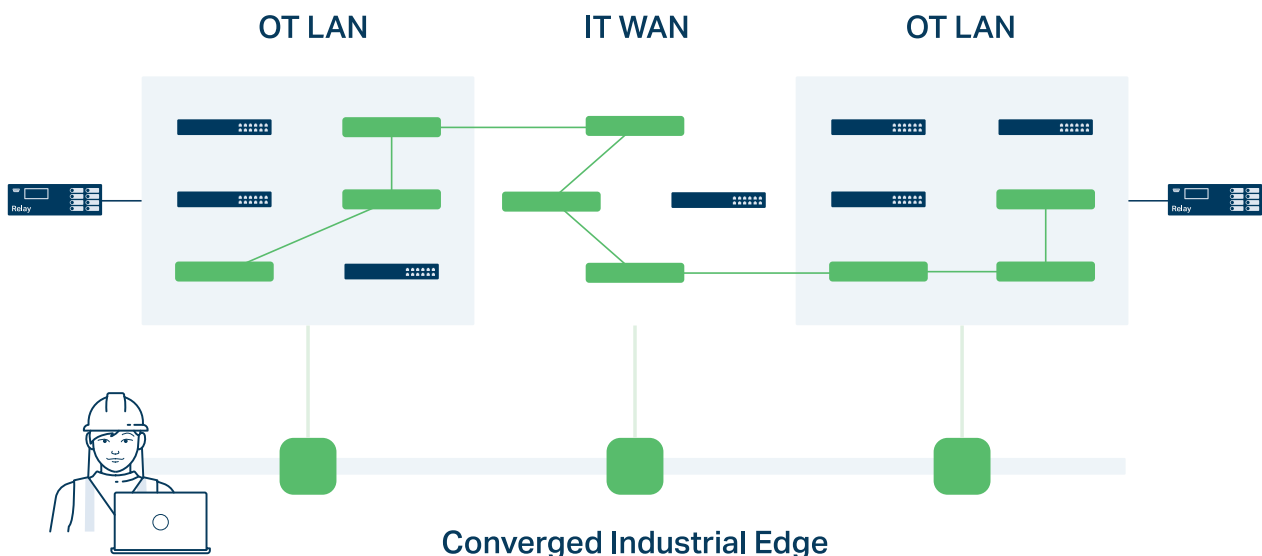 OT LAN
IT WAN
OT LAN
Relay
Relay
Converged Industrial Edge